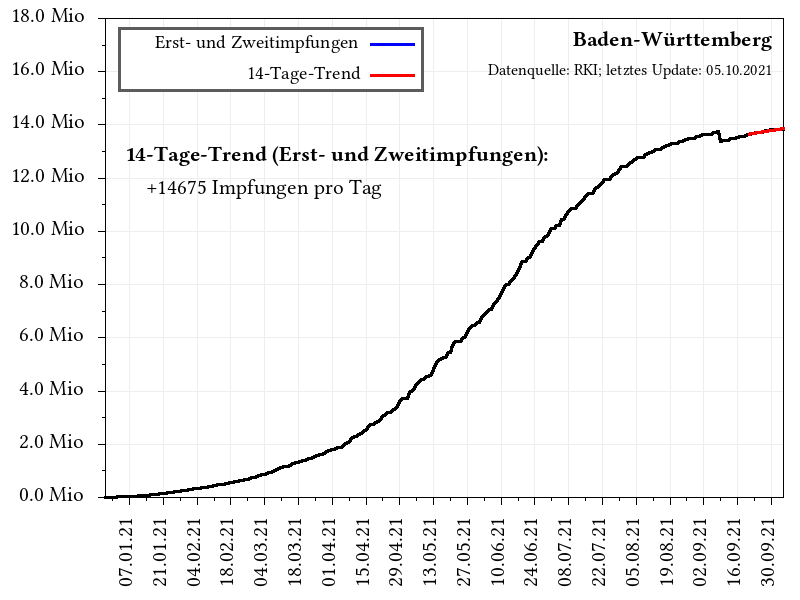 18.0 Mio
16.0 Mio
14.0 Mio
12.0 Mio
10.0 Mio
8.0 Mio
6.0 Mio
4.0 Mio
2.0 Mio
0.0 Mio
Erst- und Zweitimpfungen
14-Tage-Trend
Baden-Württemberg
Datenquelle: RKI; letztes Update: 05.10.2021
14-Tage-Trend (Erst- und Zweitimpfungen):
+14675 Impfungen pro Tag
07.01.21
21.01.21
04.02.21
18.02.21
04.03.21
18.03.21
01.04.21
15.04.21
29.04.21
13.05.21
27.05.21
10.06.21
24.06.21
08.07.21
22.07.21
05.08.21
19.08.21
02.09.21
16.09.21
30.09.21